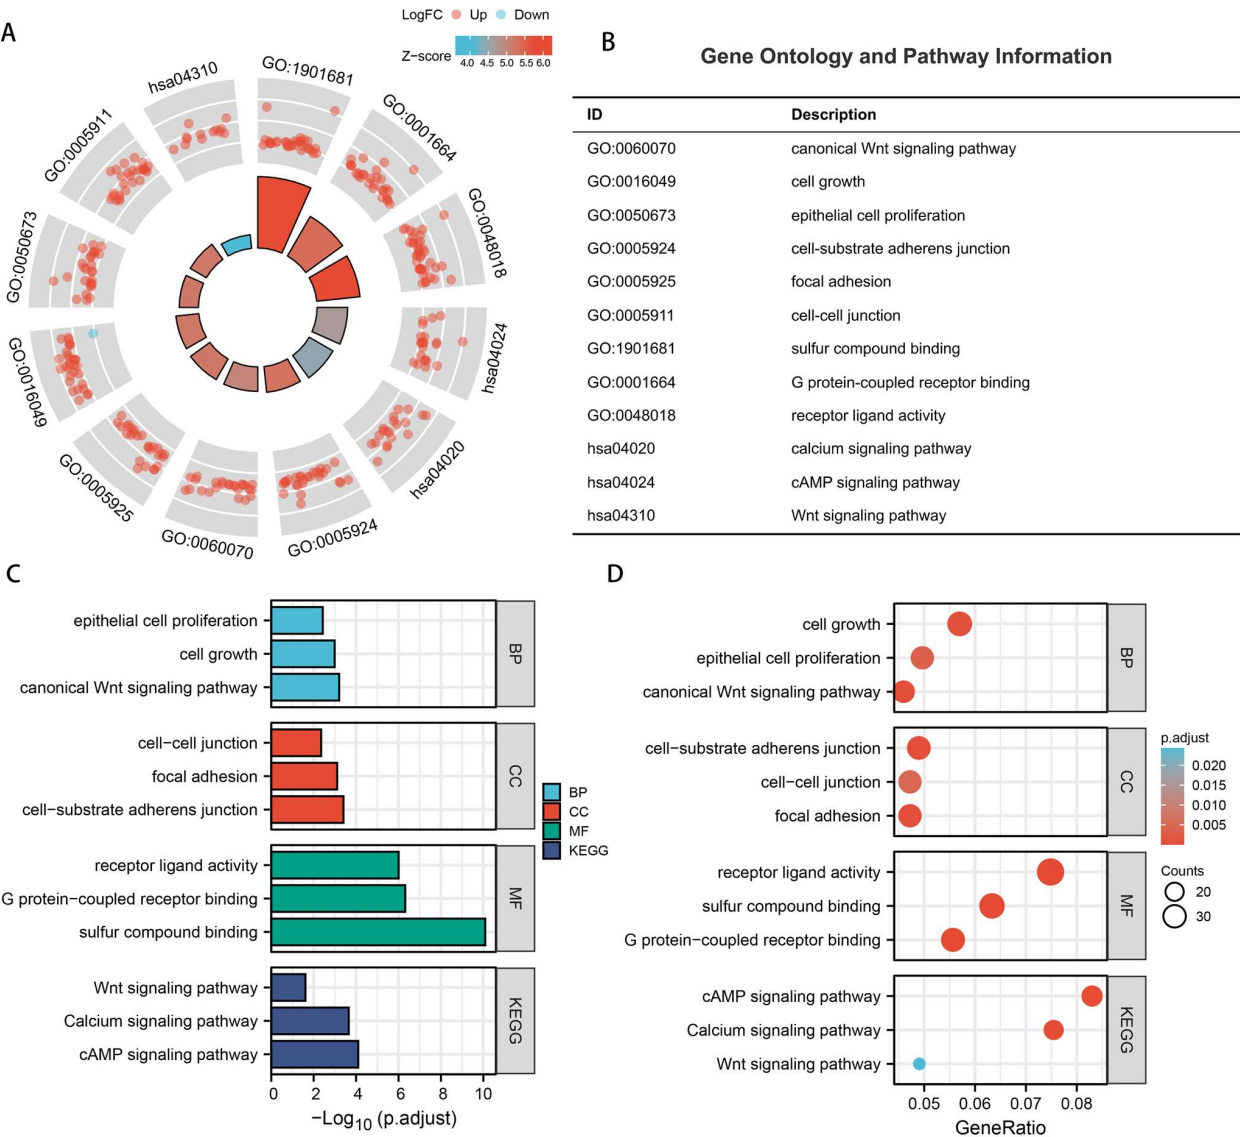 A
LogFC Up Down
Z-score 4.0 4.5 5.0 5.5 6.0
GO:1901681
GO:0001664
GO:0048018
hsa04024
hsa04020
GO:0005924
GO:0060070
GO:0005925
GO:0016049
GO:0050673
GO:0005911
hsa04310
B
Gene Ontology and Pathway Information
ID Description
GO:0060070 canonical Wnt signaling pathway
GO:0016049 cell growth
GO:0050673 epithelial cell proliferation
GO:0005924 cell-substrate adherens junction
GO:0005925 focal adhesion
GO:0005911 cell-cell junction
GO:1901681 sulfur compound binding
GO:0001664 G protein-coupled receptor binding
GO:0048018 receptor ligand activity
hsa04020 calcium signaling pathway
hsa04024 cAMP signaling pathway
hsa04310 Wnt signaling pathway
C
epithelial cell proliferation
cell growth
canonical Wnt signaling pathway
BP
cell−cell junction
focal adhesion
cell−substrate adherens junction
CC
receptor ligand activity
G protein−coupled receptor binding
sulfur compound binding
MF
Wnt signaling pathway
Calcium signaling pathway
cAMP signaling pathway
KEGG
0 2 4 6 8 10
−Log10 (p.adjust)
BP
CC
MF
KEGG
D
cell growth
epithelial cell proliferation
canonical Wnt signaling pathway
BP
cell−substrate adherens junction
cell−cell junction
focal adhesion
CC
receptor ligand activity
sulfur compound binding
G protein−coupled receptor binding
MF
cAMP signaling pathway
Calcium signaling pathway
Wnt signaling pathway
KEGG
0.05 0.06 0.07 0.08
GeneRatio
p.adjust
0.020
0.015
0.010
0.005
Counts
20
30